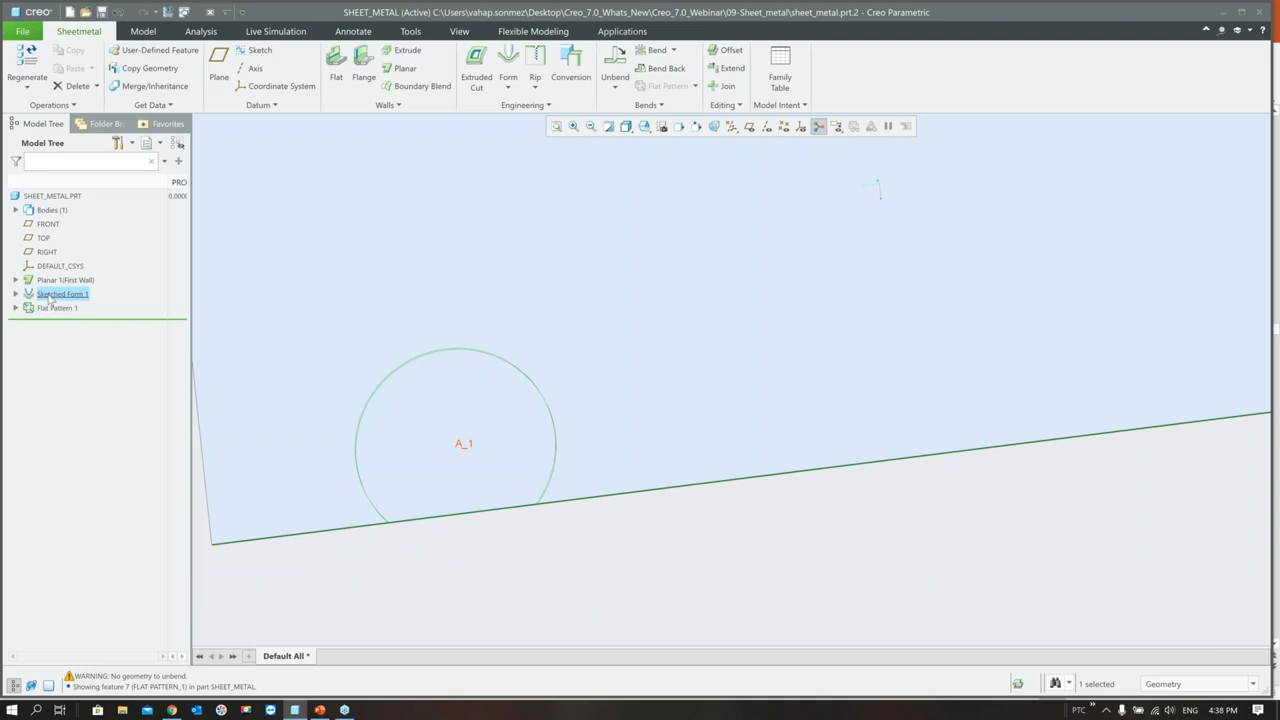 creo
SHEET_METAL (Active) C:\Users\vahap.sonmez\Desktop\Creo_7.0_Whats_New\Creo_7.0_Webinar\09-Sheet_metal\sheet_metal.prt.2 - Creo Parametric
File Sheetmetal Model Analysis Live Simulation Annotate Tools View Flexible Modeling Applications
Regenerate
Copy
Paste
Delete
User-Defined Feature
Copy Geometry
Merge/Inheritance
Plane
Sketch
Axis
Coordinate System
Flat
Flange
Extrude
Planar
Boundary Blend
Extruded
Cut
Form
Rip
Conversion
Unbend
Bend
Bend Back
Flat Pattern
Offset
Extend
Join
Family
Table
Operations Get Data Datum Walls Engineering Bends Editing Model Intent
Model Tree Folder Br Favorites
Model Tree
PRO
SHEET_METAL.PRT 0.000
Bodies (1)
FRONT
TOP
RIGHT
DEFAULT_CSYS
Planar 1(First Wall)
Sketched Form 1
Flat Pattern 1
A_1
Default All *
WARNING: No geometry to unbend.
• Showing feature 7 (FLAT PATTERN_1) in part SHEET_METAL.
1 selected
Geometry
PTC
ENG
4:38 PM